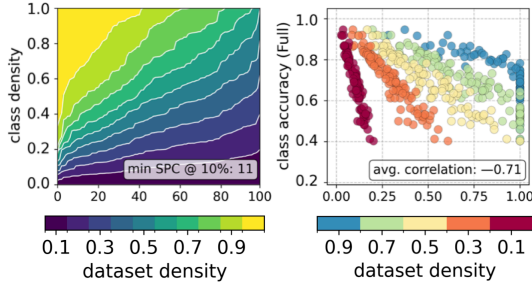 1.0
0.8
0.6
0.4
0.2
0.0
class density
min SPC @ 10%: 11
0 20 40 60 80 100
0.1 0.3 0.5 0.7 0.9
dataset density
1.0
0.8
0.6
0.4
0.2
class accuracy (Full)
avg. correlation: —0.71
0.00 0.25 0.50 0.75 1.00
0.9 0.7 0.5 0.3 0.1
dataset density